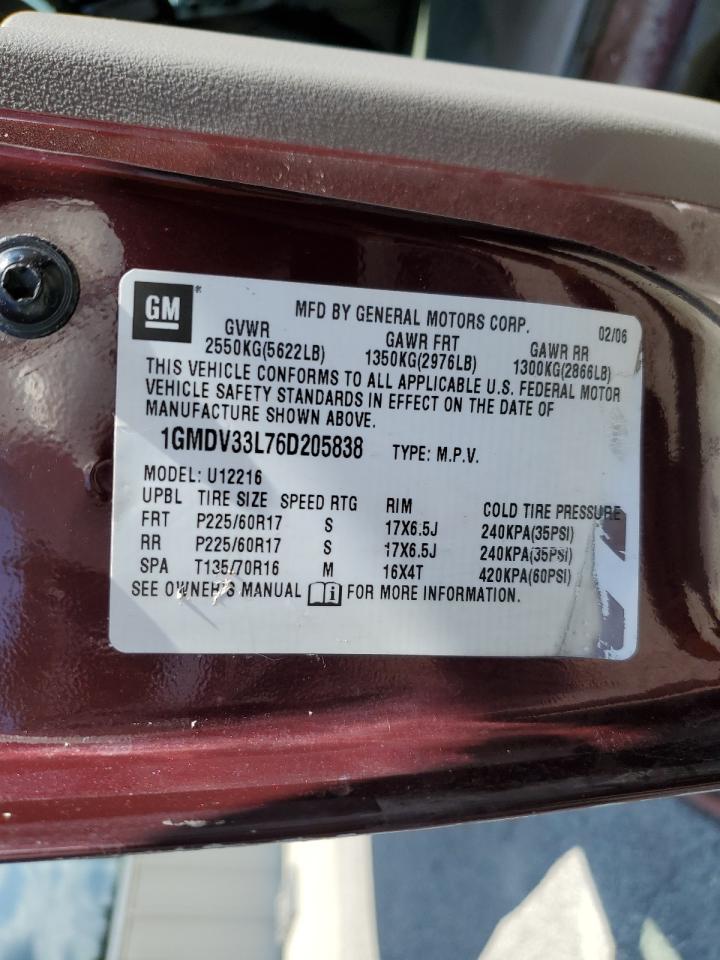 GM
MFD BY GENERAL MOTORS CORP. 02/06
GVWR GAWR FRT GAWR RR
2550KG(5622LB) 1350KG(2976LB) 1300KG(2866LB)
THIS VEHICLE CONFORMS TO ALL APPLICABLE U.S. FEDERAL MOTOR
VEHICLE SAFETY STANDARDS IN EFFECT ON THE DATE OF
MANUFACTURE SHOWN ABOVE.
1GMDV33L76D205838 TYPE: M.P.V.
MODEL: U12216
UPBL TIRE SIZE SPEED RTG RIM COLD TIRE PRESSURE
FRT P225/60R17 S 17X6.5J 240KPA(35PSI)
RR P225/60R17 S 17X6.5J 240KPA(35PSI)
SPA T135/70R16 M 16X4T 420KPA(60PSI)
SEE OWNER'S MANUAL FOR MORE INFORMATION.